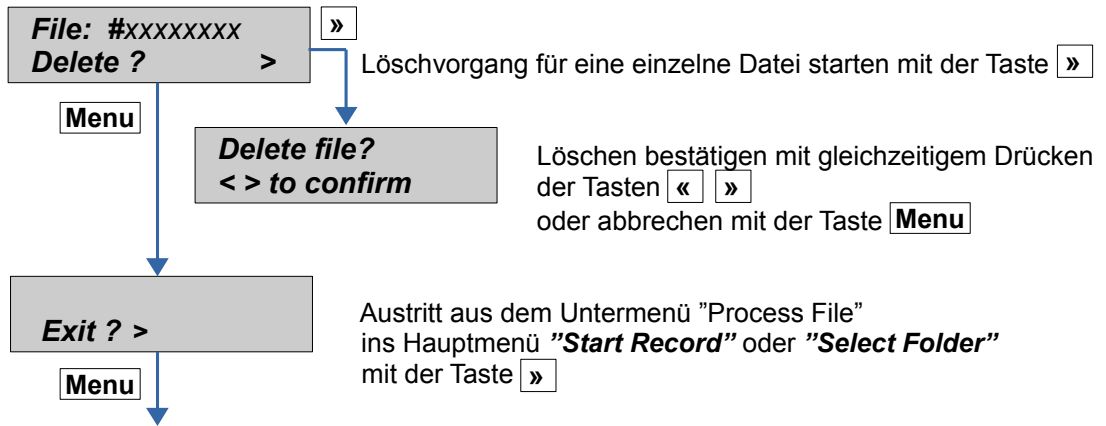 File: #xxxxxxxx
Delete ? >
»
Löschvorgang für eine einzelne Datei starten mit der Taste »
Menu
Delete file?
< > to confirm
Löschen bestätigen mit gleichzeitigem Drücken
der Tasten « »
oder abbrechen mit der Taste Menu
Exit ? >
Austritt aus dem Untermenü ”Process File”
ins Hauptmenü ”Start Record” oder ”Select Folder”
mit der Taste »
Menu